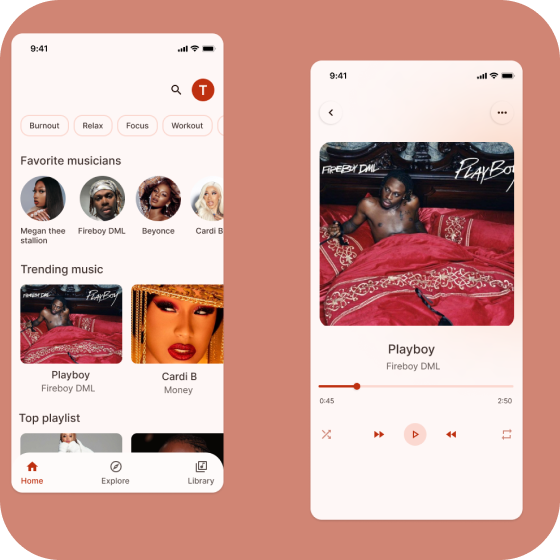 9:41
T
Burnout
Relax
Focus
Workout
Favorite musicians
Megan thee
stallion
Fireboy DML
Beyonce
Cardi B
Trending music
FIREBOY DML
PLAYBOY
Playboy
Fireboy DML
Cardi B
Money
Top playlist
Home
Explore
Library
9:41
FIREBOY DML
PLAYBOY
Playboy
Fireboy DML
0:45
2:50